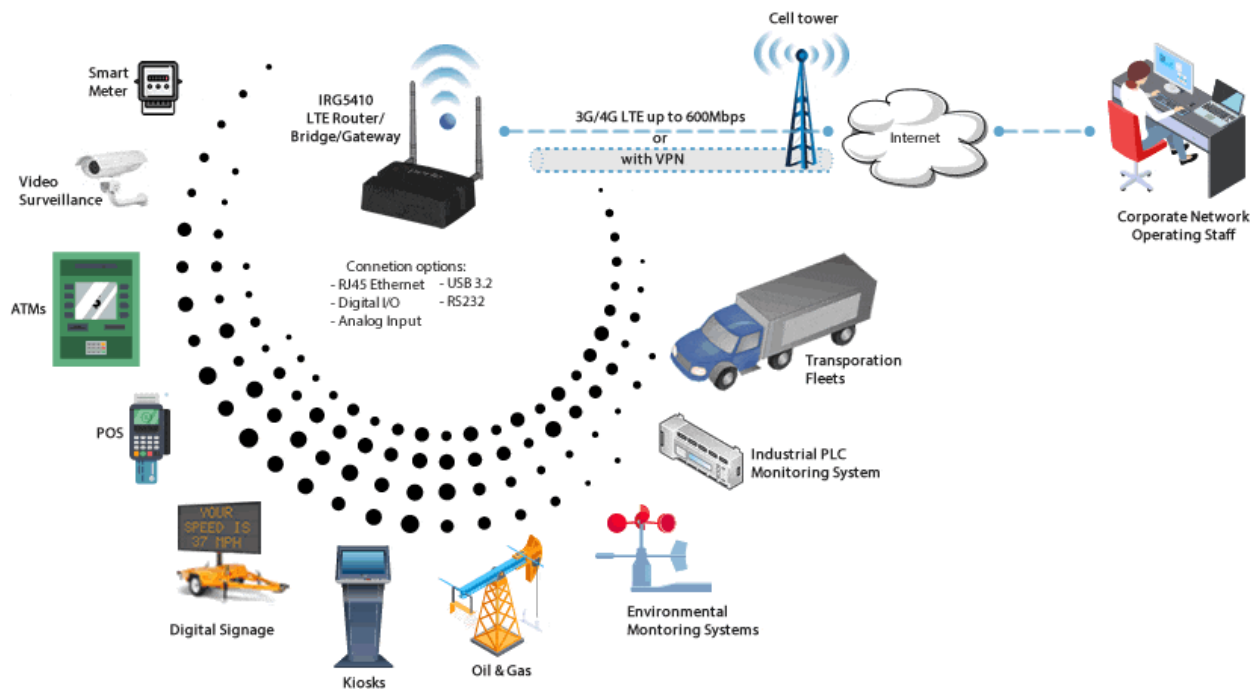 Cell tower
Smart
Meter
IRG5410
LTE Router/
Bridge/Gateway
3G/4G LTE up to 600Mbps
or
with VPN
Internet
Video
Surveillance
Corporate Network
Operating Staff
Connetion options:
- RJ45 Ethernet - USB 3.2
- Digital I/O - RS232
- Analog Input
ATMs
Transporation
Fleets
POS
Industrial PLC
Monitoring System
YOUR
SPEED IS
37 MPH
Digital Signage
Kiosks
Oil & Gas
Environmental
Montoring Systems